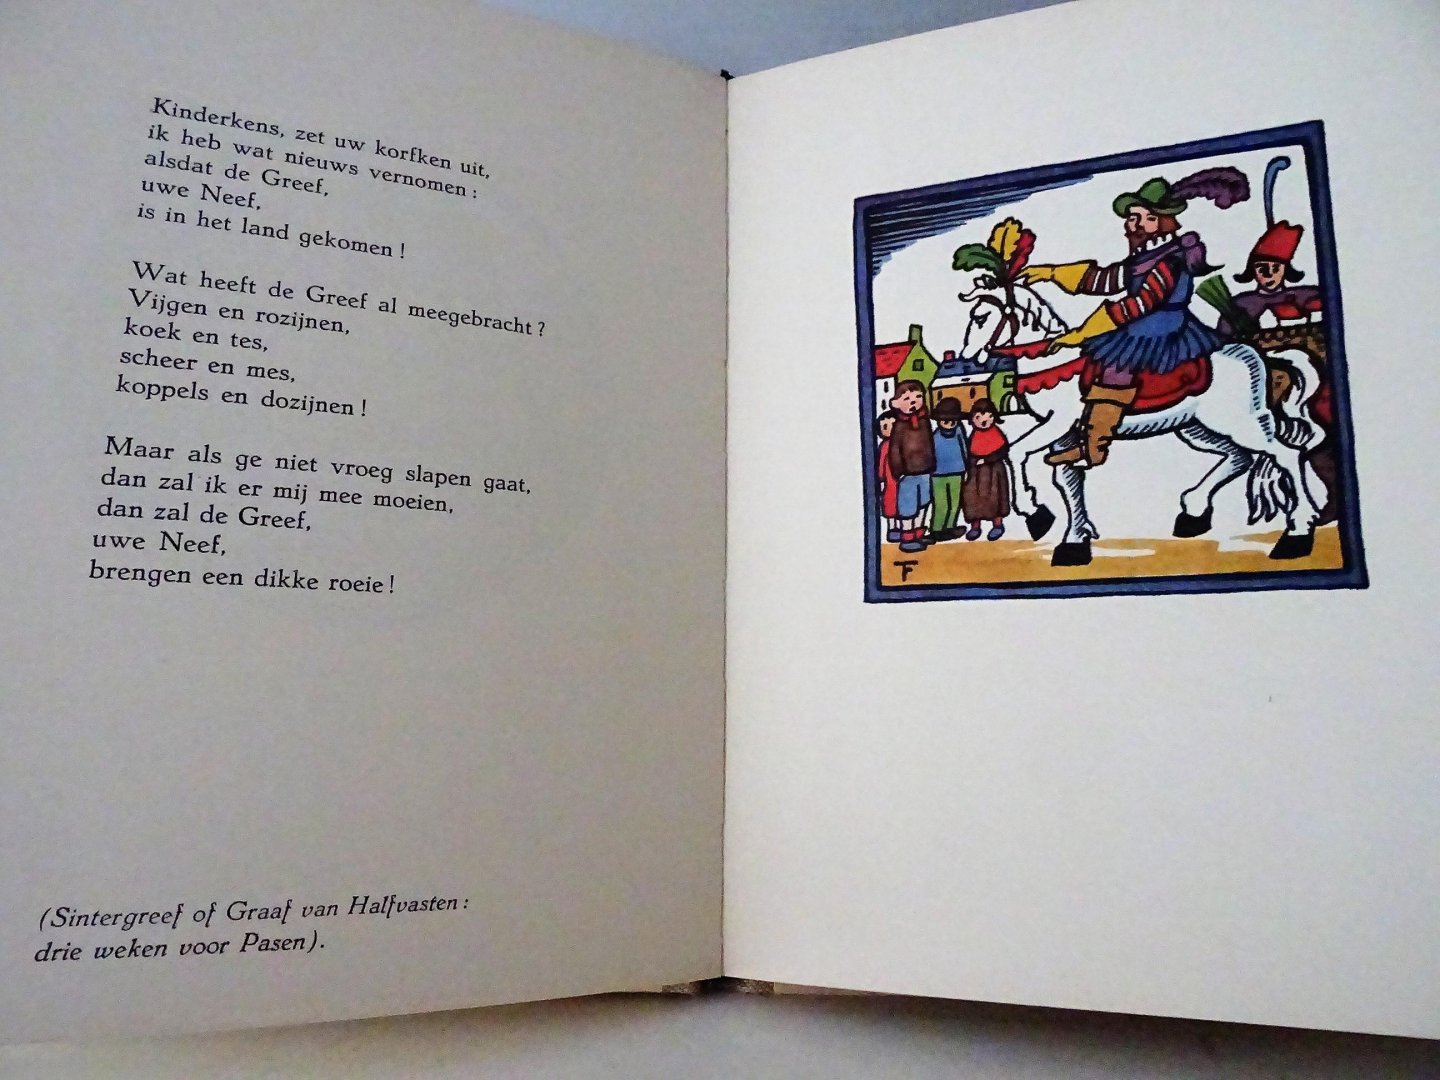 Kinderkens, zet uw korfken uit,
ik heb wat nieuws vernomen :
alsdat de Greef,
uwe Neef,
is in het land gekomen !
Wat heeft de Greef al meegebracht ?
Vijgen en rozijnen,
koek en tes,
scheer en mes,
koppels en dozijnen !
Maar als ge niet vroeg slapen gaat,
dan zal ik er mij mee moeien,
dan zal de Greef,
uwe Neef,
brengen een dikke roeie !
(Sintergreef of Graaf van Halfvasten :
drie weken voor Pasen).
TF